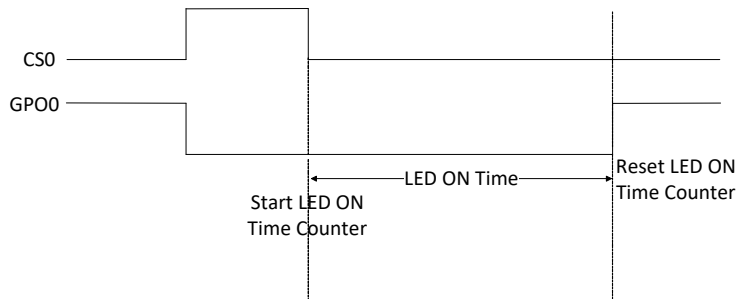 CS0
GPO0
LED ON Time
Start LED ON
Time Counter
Reset LED ON
Time Counter